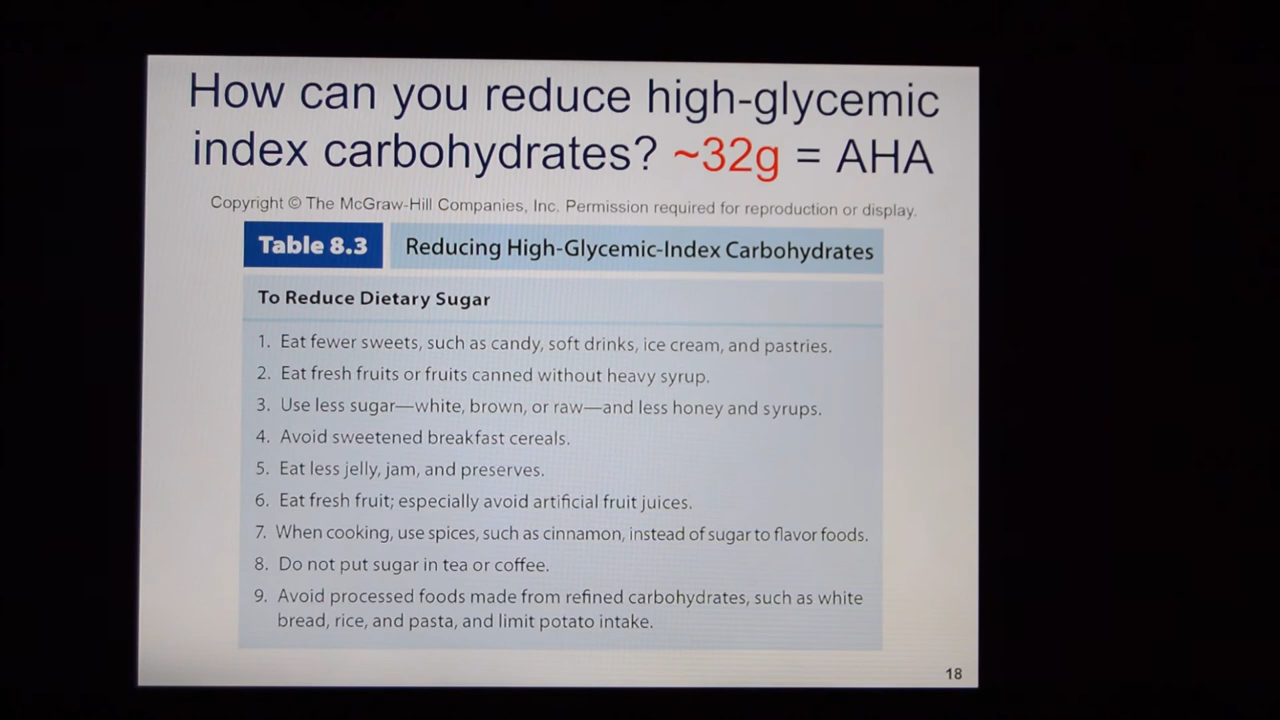 How can you reduce high-glycemic
index carbohydrates? ~32g = AHA
Copyright © The McGraw-Hill Companies, Inc. Permission required for reproduction or display.
Table 8.3 Reducing High-Glycemic-Index Carbohydrates
To Reduce Dietary Sugar
1. Eat fewer sweets, such as candy, soft drinks, ice cream, and pastries.
2. Eat fresh fruits or fruits canned without heavy syrup.
3. Use less sugar—white, brown, or raw—and less honey and syrups.
4. Avoid sweetened breakfast cereals.
5. Eat less jelly, jam, and preserves.
6. Eat fresh fruit; especially avoid artificial fruit juices.
7. When cooking, use spices, such as cinnamon, instead of sugar to flavor foods.
8. Do not put sugar in tea or coffee.
9. Avoid processed foods made from refined carbohydrates, such as white
bread, rice, and pasta, and limit potato intake.
18